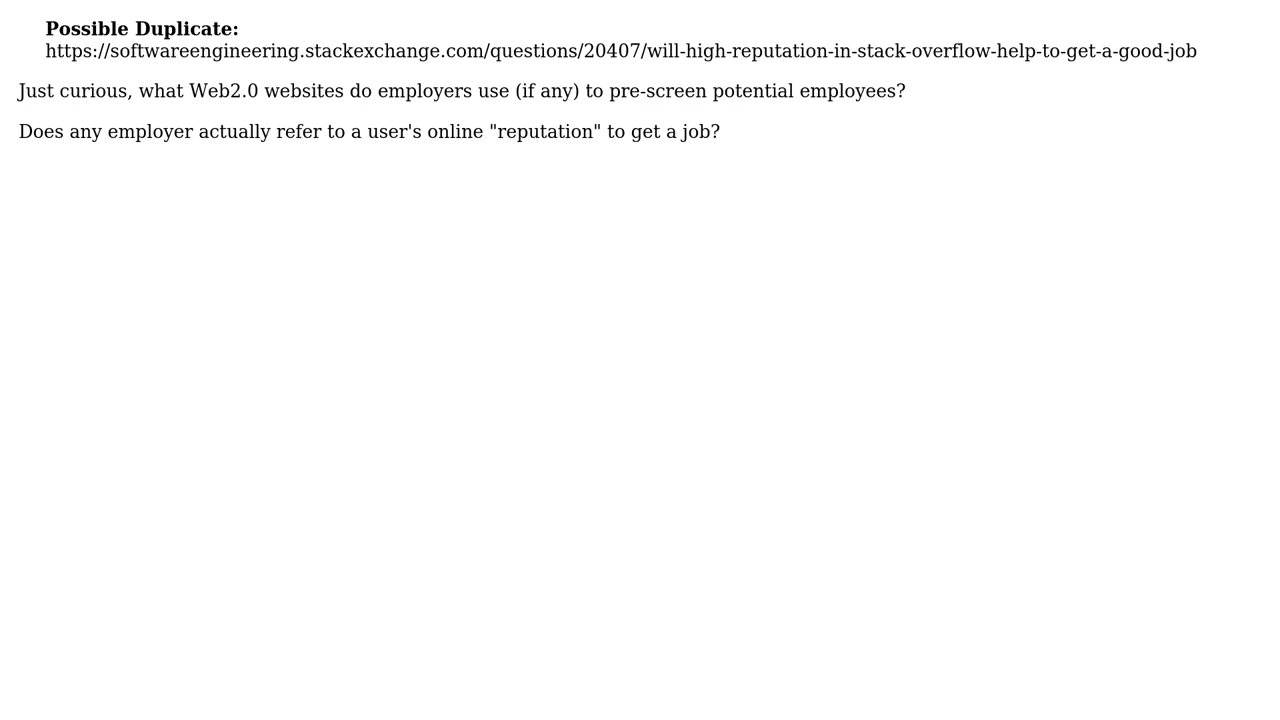 Possible Duplicate:
https://softwareengineering.stackexchange.com/questions/20407/will-high-reputation-in-stack-overflow-help-to-get-a-good-job
Just curious, what Web2.0 websites do employers use (if any) to pre-screen potential employees?
Does any employer actually refer to a user's online "reputation" to get a job?